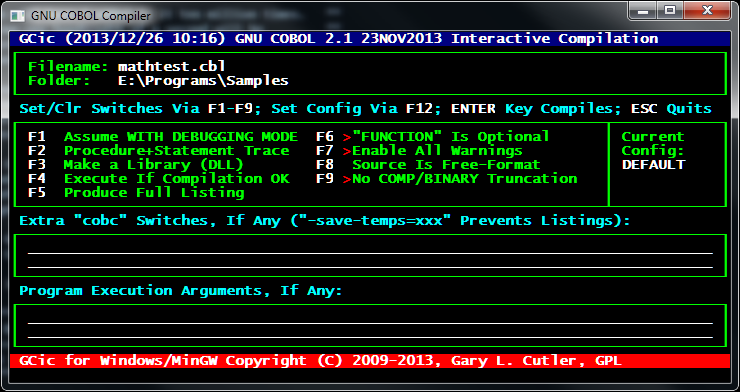 GNU COBOL Compiler
GCic (2013/12/26 10:16) GNU COBOL 2.1 23NOV2013 Interactive Compilation
Filename: mathtest.cbl
Folder: E:\Programs\Samples
Set/Clr Switches Via F1-F9; Set Config Via F12; ENTER Key Compiles; ESC Quits
F1 Assume WITH DEBUGGING MODE F6 >"FUNCTION" Is Optional Current
F2 Procedure+Statement Trace F7 >Enable All Warnings Config:
F3 Make a Library (DLL) F8 Source Is Free-Format DEFAULT
F4 Execute If Compilation OK F9 >No COMP/BINARY Truncation
F5 Produce Full Listing
Extra "cobc" Switches, If Any ("-save-temps=xxx" Prevents Listings):
Program Execution Arguments, If Any:
GCic for Windows/MinGW Copyright (C) 2009-2013, Gary L. Cutler, GPL